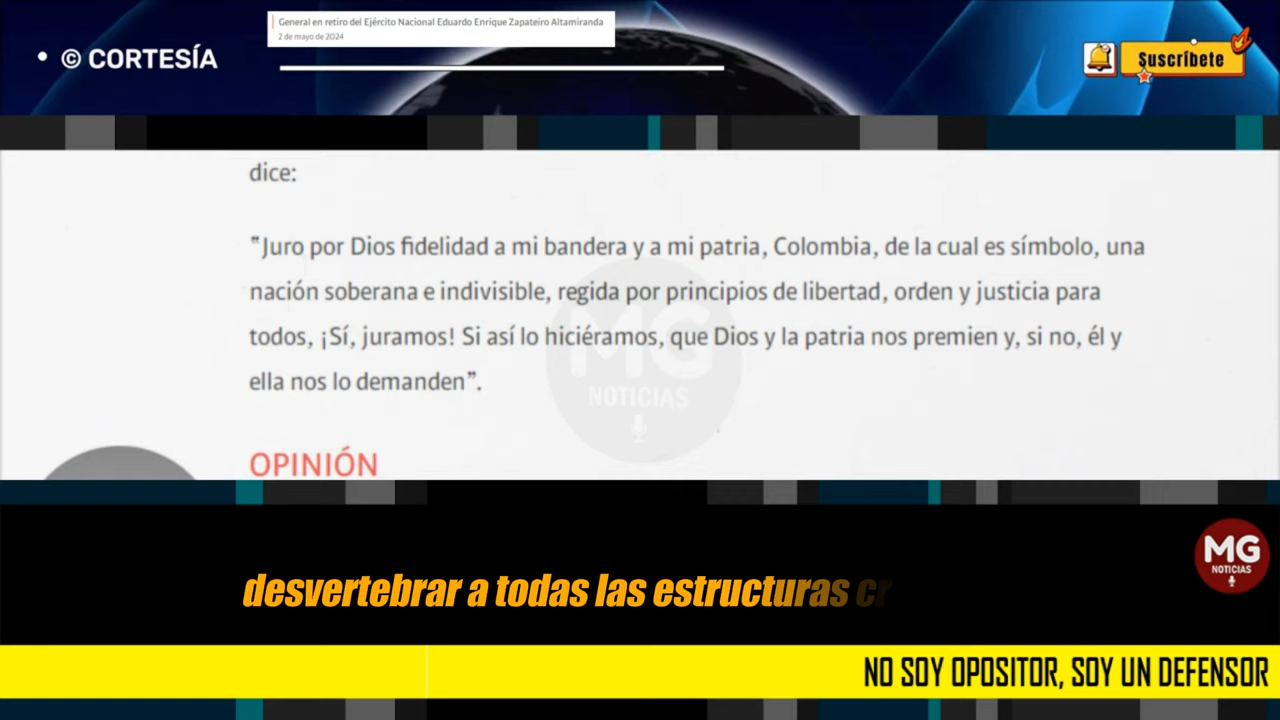 General en retiro del Ejército Nacional Eduardo Enrique Zapateiro Altamiranda
2 de mayo de 2024
• © CORTESÍA
Suscríbete
dice:
"Juro por Dios fidelidad a mi bandera y a mi patria, Colombia, de la cual es símbolo, una
nación soberana e indivisible, regida por principios de libertad, orden y justicia para
todos, ¡Sí, juramos! Si así lo hiciéramos, que Dios y la patria nos premien y, si no, él y
ella nos lo demanden”.
MG
NOTICIAS
OPINIÓN
MG
NOTICIAS
desvertebrar a todas las estructuras cr
NO SOY OPOSITOR, SOY UN DEFENSOR